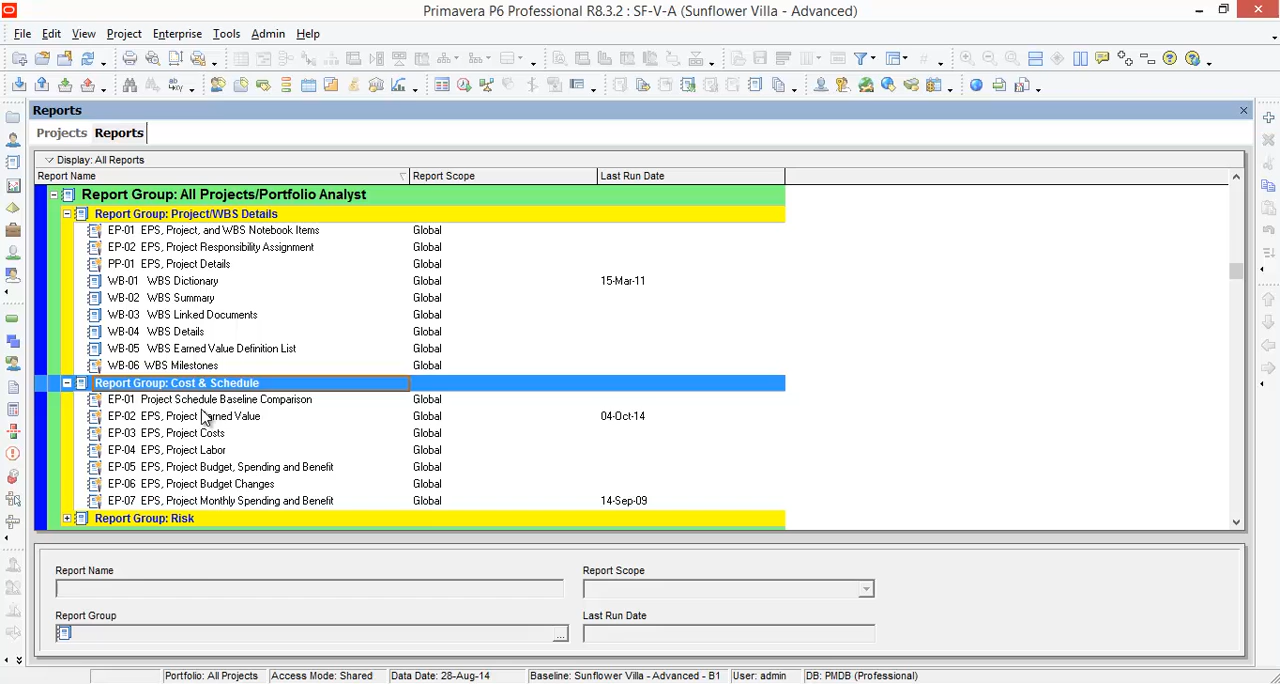 Primavera P6 Professional R8.3.2 : SF-V-A (Sunflower Villa - Advanced)
File Edit View Project Enterprise Tools Admin Help
Reports
Projects Reports
Display: All Reports
Report Name Report Scope Last Run Date
Report Group: All Projects/Portfolio Analyst
Report Group: Project/WBS Details
EP-01 EPS, Project, and WBS Notebook Items Global
EP-02 EPS, Project Responsibility Assignment Global
PP-01 EPS, Project Details Global
WB-01 WBS Dictionary Global 15-Mar-11
WB-02 WBS Summary Global
WB-03 WBS Linked Documents Global
WB-04 WBS Details Global
WB-05 WBS Earned Value Definition List Global
WB-06 WBS Milestones Global
Report Group: Cost & Schedule
EP-01 Project Schedule Baseline Comparison Global
EP-02 EPS, Project Earned Value Global 04-Oct-14
EP-03 EPS, Project Costs Global
EP-04 EPS, Project Labor Global
EP-05 EPS, Project Budget, Spending and Benefit Global
EP-06 EPS, Project Budget Changes Global
EP-07 EPS, Project Monthly Spending and Benefit Global 14-Sep-09
Report Group: Risk
Report Name Report Scope
Report Group Last Run Date
...
Portfolio: All Projects Access Mode: Shared Data Date: 28-Aug-14 Baseline: Sunflower Villa - Advanced - B1 User: admin DB: PMDB (Professional)